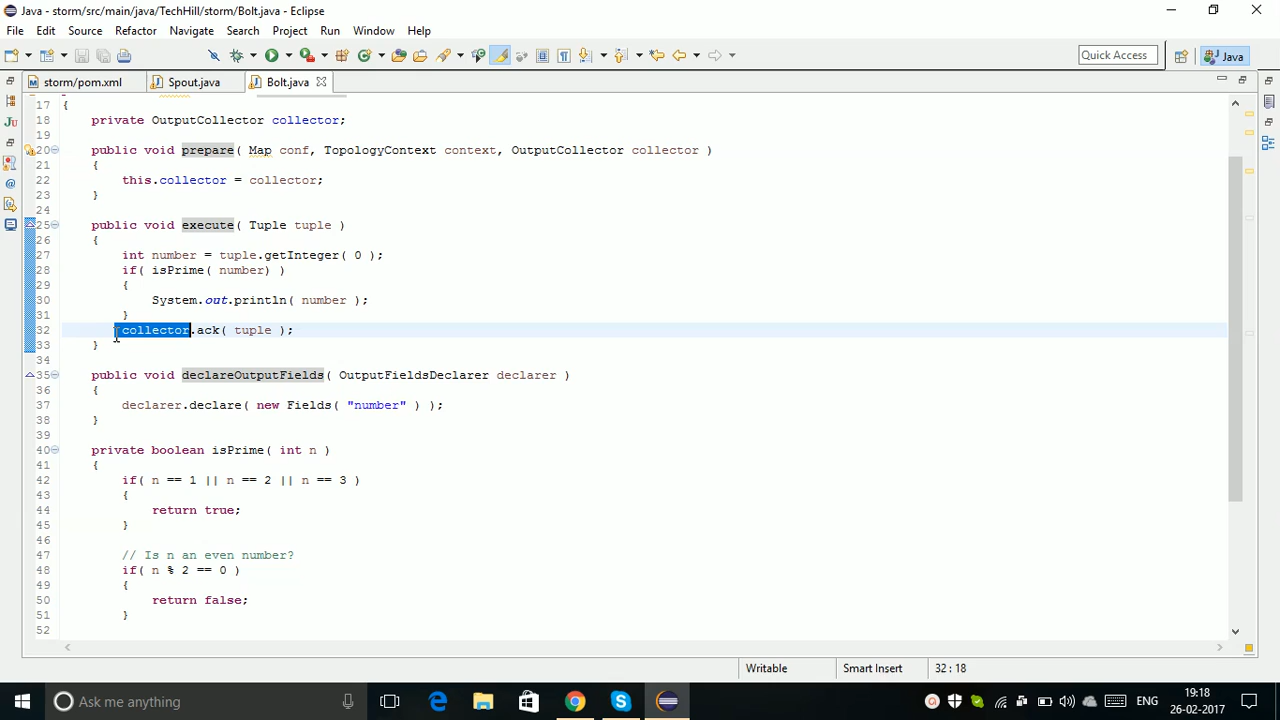 Java - storm/src/main/java/TechHill/storm/Bolt.java - Eclipse
File Edit Source Refactor Navigate Search Project Run Window Help
Quick Access Java
storm/pom.xml Spout.java Bolt.java
17 {
18 private OutputCollector collector;
19
20 public void prepare( Map conf, TopologyContext context, OutputCollector collector )
21 {
22 this.collector = collector;
23 }
24
25 public void execute( Tuple tuple )
26 {
27 int number = tuple.getInteger( 0 );
28 if( isPrime( number) )
29 {
30 System.out.println( number );
31 }
32 collector.ack( tuple );
33 }
34
35 public void declareOutputFields( OutputFieldsDeclarer declarer )
36 {
37 declarer.declare( new Fields( "number" ) );
38 }
39
40 private boolean isPrime( int n )
41 {
42 if( n == 1 || n == 2 || n == 3 )
43 {
44 return true;
45 }
46
47 // Is n an even number?
48 if( n % 2 == 0 )
49 {
50 return false;
51 }
52
Writable Smart Insert 32 : 18
Ask me anything ENG 19:18
26-02-2017